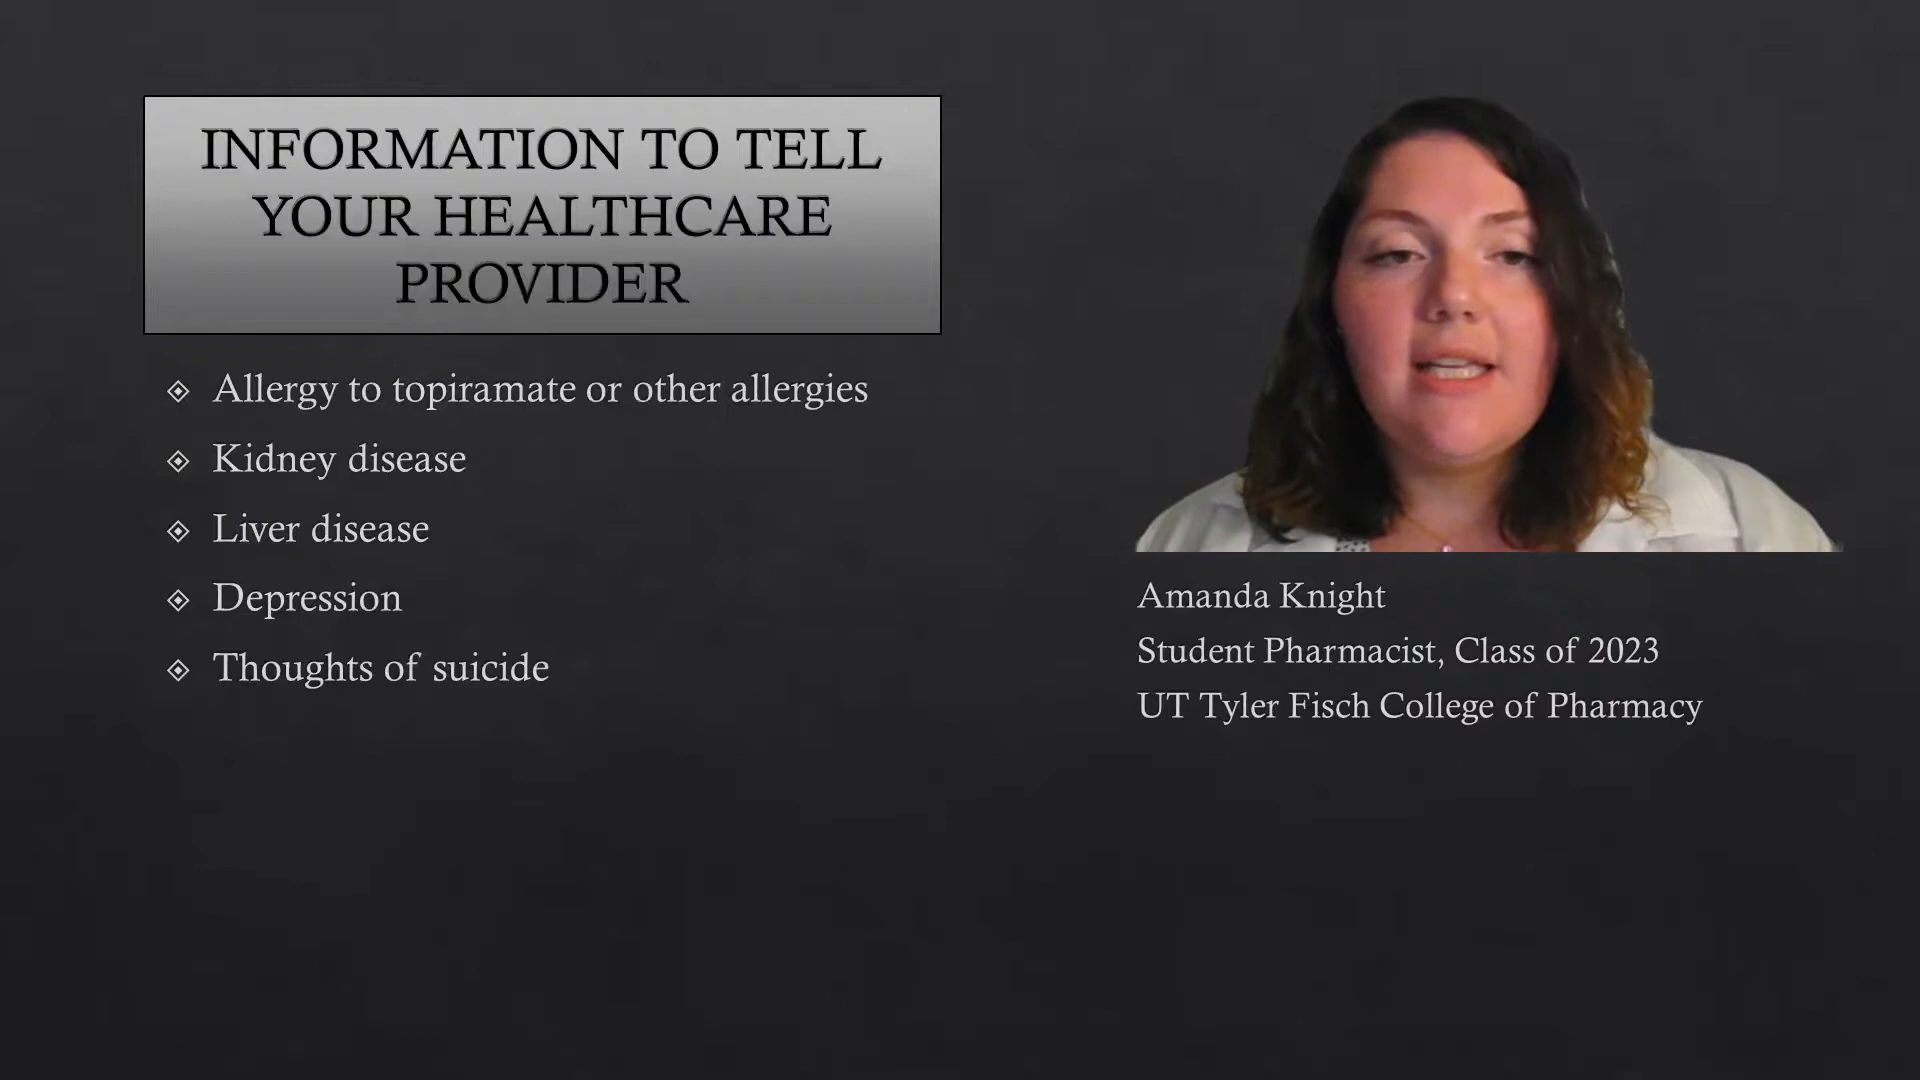 INFORMATION TO TELL
YOUR HEALTHCARE
PROVIDER
Allergy to topiramate or other allergies
Kidney disease
Liver disease
Depression
Thoughts of suicide
Amanda Knight
Student Pharmacist, Class of 2023
UT Tyler Fisch College of Pharmacy